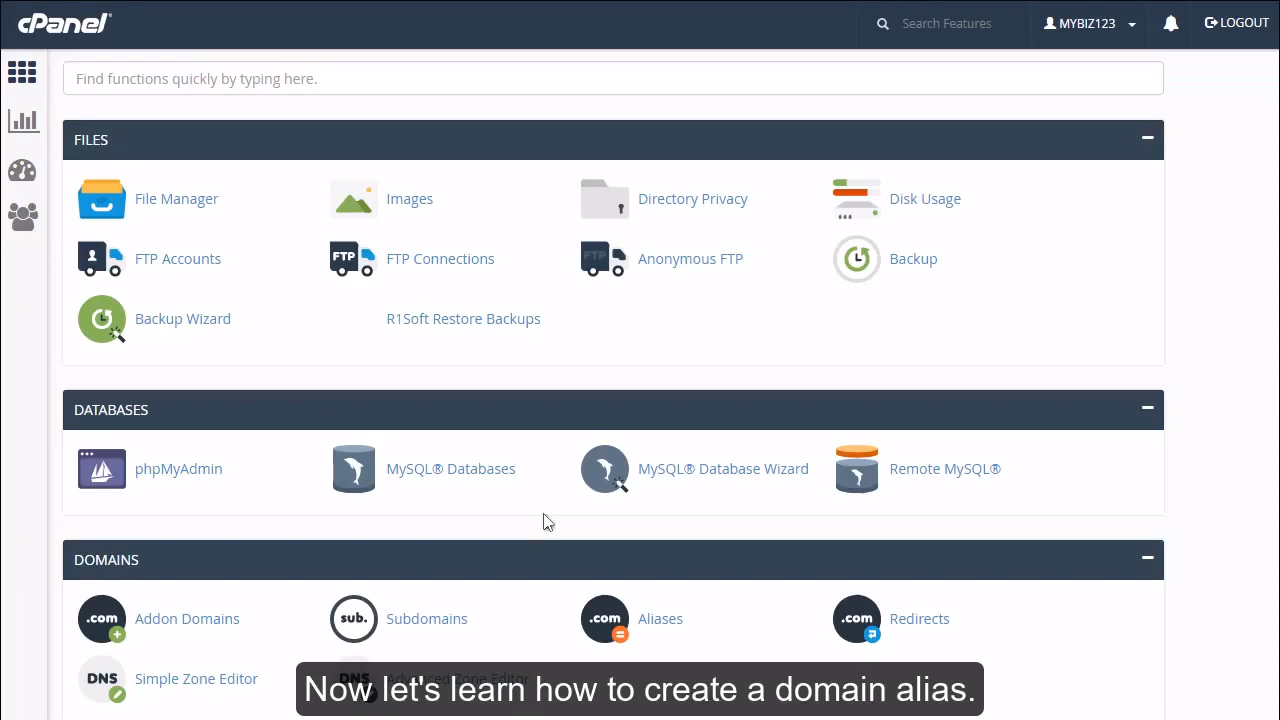 cPanel
Search Features
MYBIZ123
LOGOUT
Find functions quickly by typing here.
FILES
File Manager
Images
Directory Privacy
Disk Usage
FTP Accounts
FTP
FTP Connections
FTP
Anonymous FTP
Backup
Backup Wizard
R1Soft Restore Backups
DATABASES
phpMyAdmin
MySQL® Databases
MySQL® Database Wizard
Remote MySQL®
DOMAINS
.com
Addon Domains
sub.
Subdomains
.com
Aliases
.com
Redirects
DNS
Simple Zone Editor
DNS
Advanced Zone Editor
Now let's learn how to create a domain alias.